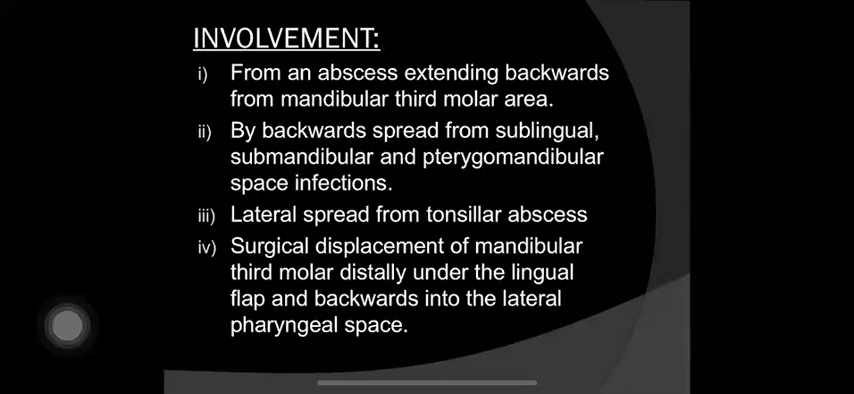 INVOLVEMENT:
i) From an abscess extending backwards
from mandibular third molar area.
ii) By backwards spread from sublingual,
submandibular and pterygomandibular
space infections.
iii) Lateral spread from tonsillar abscess
iv) Surgical displacement of mandibular
third molar distally under the lingual
flap and backwards into the lateral
pharyngeal space.